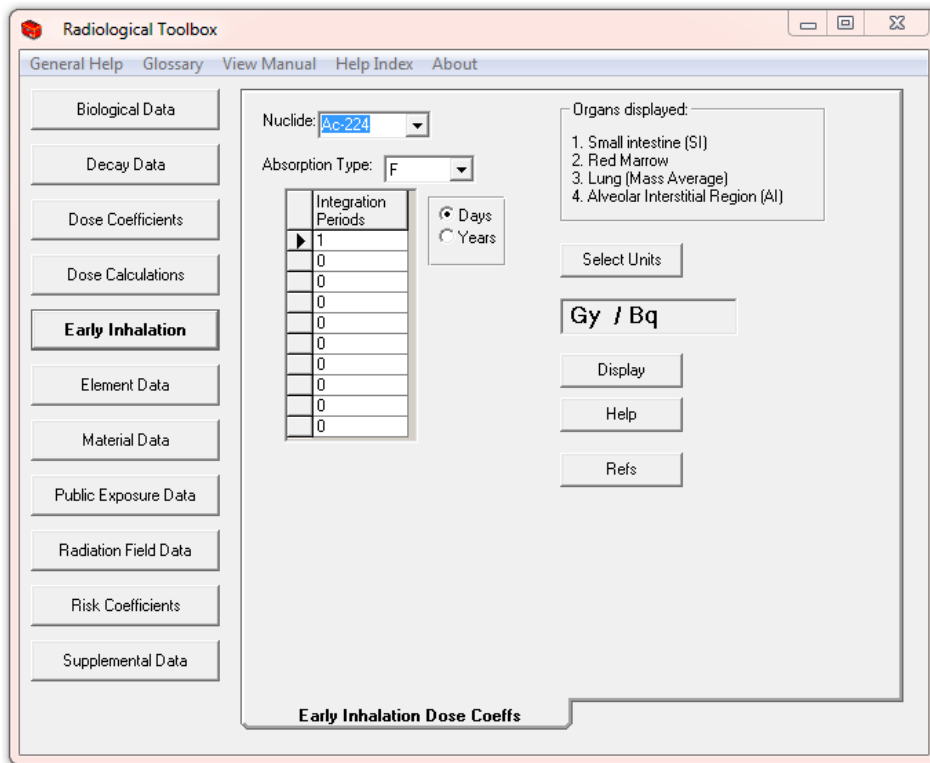 Radiological Toolbox
General Help Glossary View Manual Help Index About
Biological Data
Decay Data
Dose Coefficients
Dose Calculations
Early Inhalation
Element Data
Material Data
Public Exposure Data
Radiation Field Data
Risk Coefficients
Supplemental Data
Nuclide: Ac-224
Absorption Type: F
Integration
Periods
1
0
0
0
0
0
0
0
0
0
Days
Years
Organs displayed:
1. Small intestine (SI)
2. Red Marrow
3. Lung (Mass Average)
4. Alveolar Interstitial Region (AI)
Select Units
Gy / Bq
Display
Help
Refs
Early Inhalation Dose Coeffs